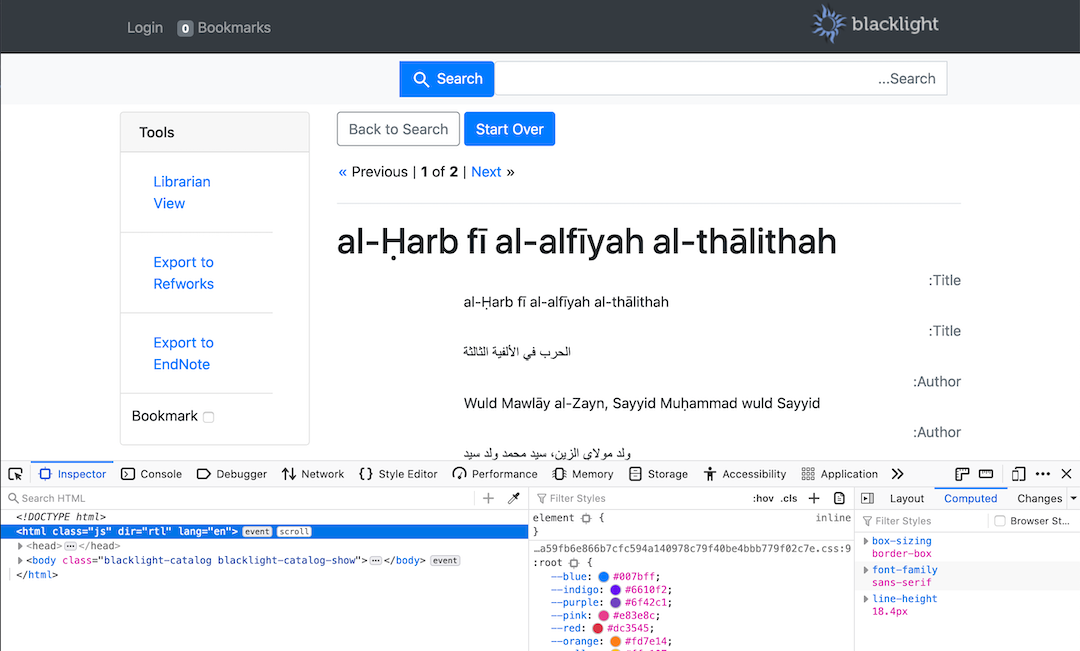 Login 0 Bookmarks
blacklight
Search
...Search
Tools
Librarian
View
Export to
Refworks
Export to
EndNote
Bookmark
Back to Search Start Over
« Previous | 1 of 2 | Next »
al-Ḥarb fī al-alfīyah al-thālithah
:Title
al-Ḥarb fī al-alfīyah al-thālithah
:Title
الحرب في الألفية الثالثة
:Author
Wuld Mawlāy al-Zayn, Sayyid Muḥammad wuld Sayyid
:Author
ولد مولاي الزين، سيد محمد ولد سيد
Inspector Console Debugger Network Style Editor Performance Memory Storage Accessibility Application
Search HTML
<!DOCTYPE html>
<html class="js" dir="rtl" lang="en"> event scroll
<head> </head>
<body class="blacklight-catalog blacklight-catalog-show"> </body> event
</html>
Filter Styles :hov .cls
element { inline
}
…a59fb6e866b7cfc594a140978c79f40be4bbb779f02c7e.css:9
:root {
--blue: #007bff;
--indigo: #6610f2;
--purple: #6f42c1;
--pink: #e83e8c;
--red: #dc3545;
--orange: #fd7e14;
Layout Computed Changes
Filter Styles Browser St...
box-sizing
border-box
font-family
sans-serif
line-height
18.4px